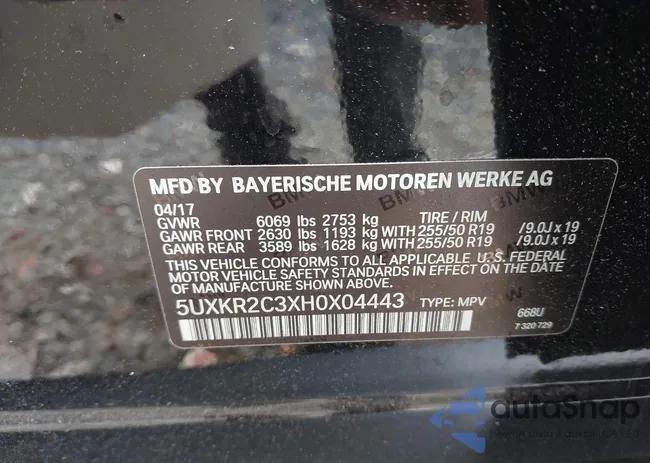 MFD BY BAYERISCHE MOTOREN WERKE AG
04/17
GVWR 6069 lbs 2753 kg TIRE / RIM
GAWR FRONT 2630 lbs 1193 kg WITH 255/50 R19 /9.0J x 19
GAWR REAR 3589 lbs 1628 kg WITH 255/50 R19 /9.0J x 19
THIS VEHICLE CONFORMS TO ALL APPLICABLE U.S. FEDERAL
MOTOR VEHICLE SAFETY STANDARDS IN EFFECT ON THE DATE
OF MANUFACTURE SHOWN ABOVE.
5UXKR2C3XH0X04443 TYPE: MPV
668U
7 320 729
autoSnap